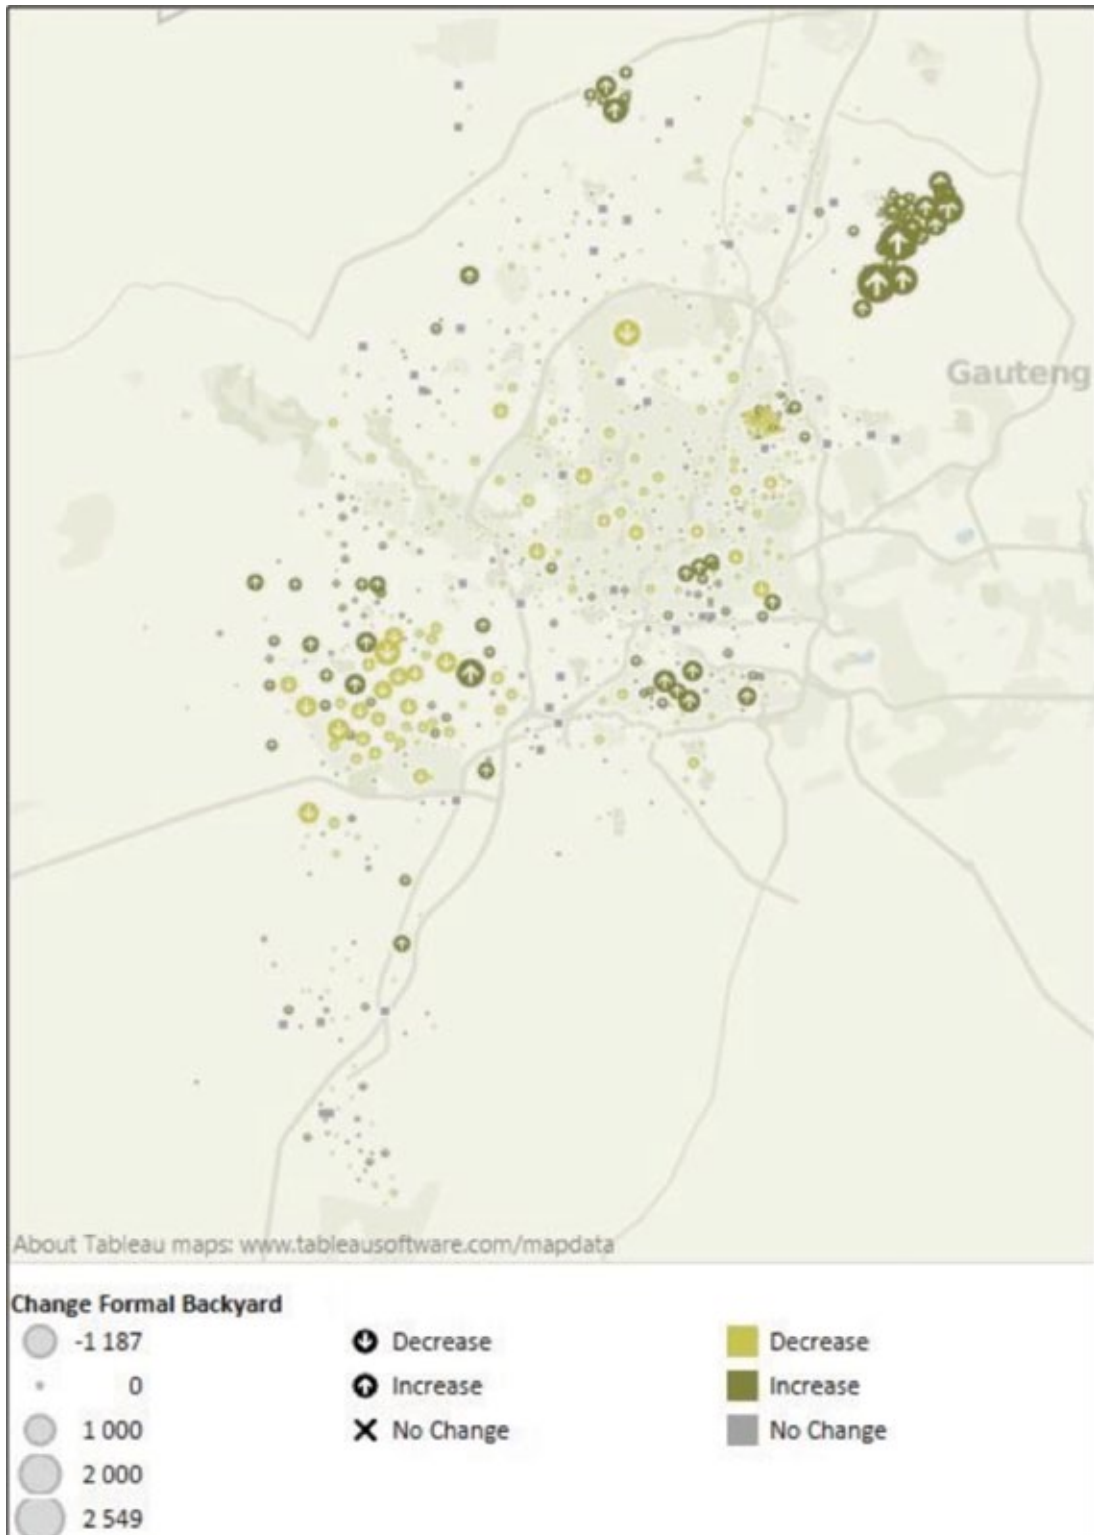 Gauteng
About Tableau maps: www.tableausoftware.com/mapdata
Change Formal Backyard
-1 187
0
1 000
2 000
2 549
Decrease
Increase
No Change
Decrease
Increase
No Change